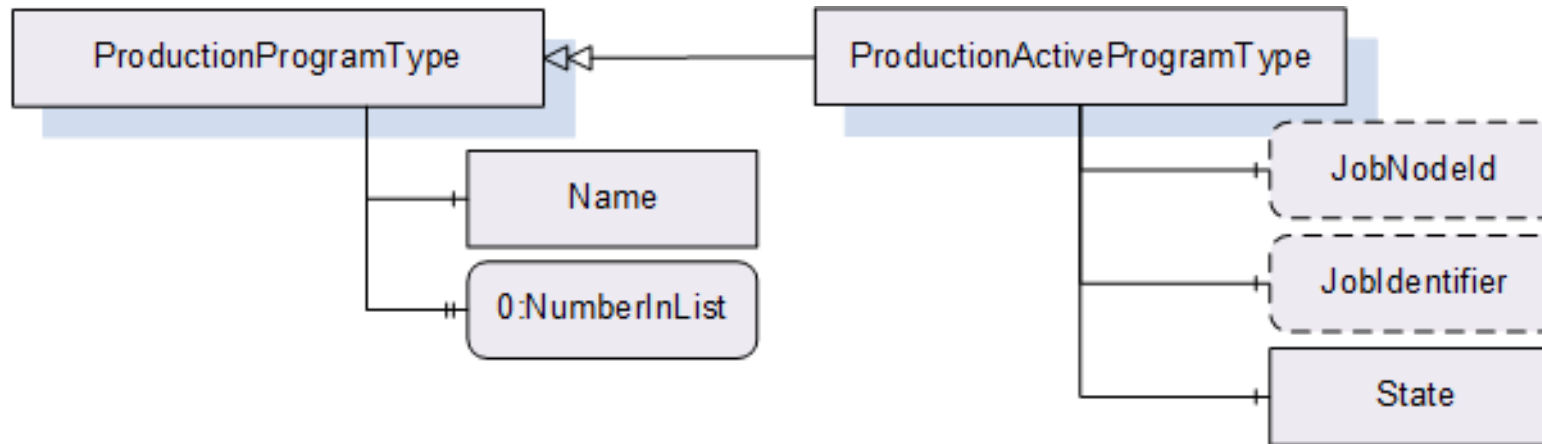 ProductionProgramType
ProductionActiveProgramType
Name
0:NumberInList
JobNodeId
JobIdentifier
State